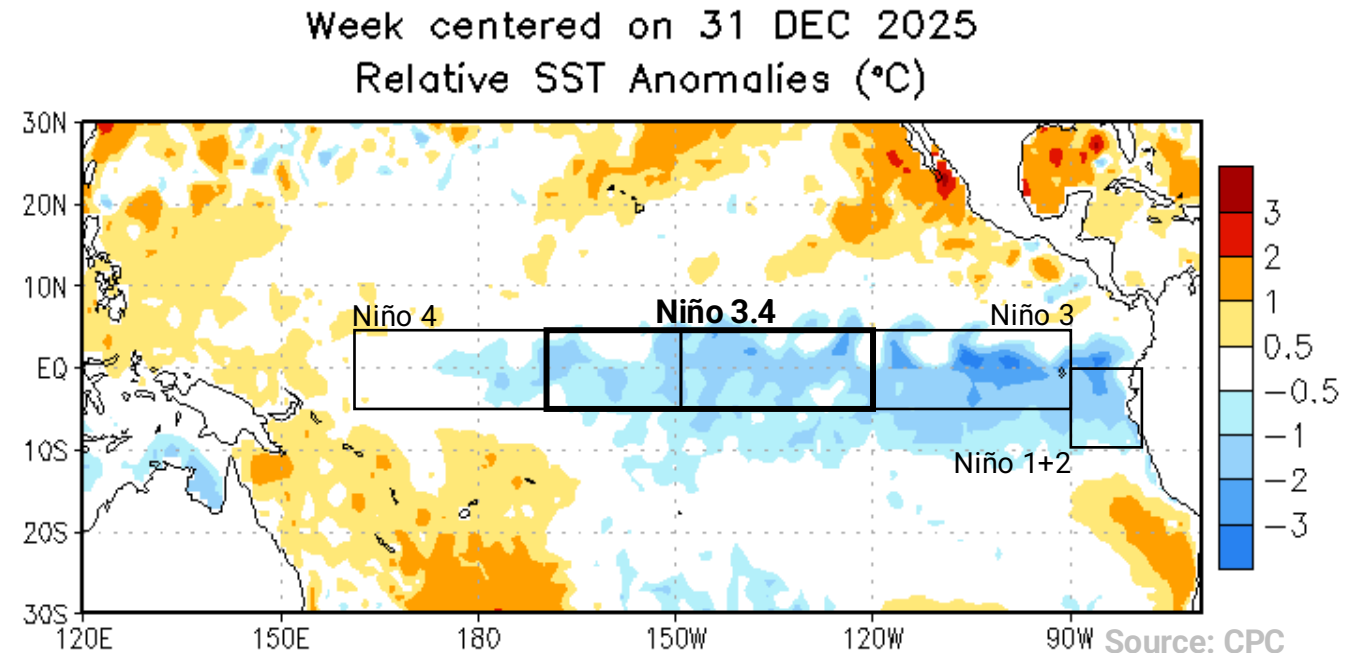 Week centered on 31 DEC 2025
Relative SST Anomalies (°C)
30N
20N
10N
EQ
10S
20S
30S
120E
150E
180
150W
120W
90W
Niño 4
Niño 3.4
Niño 3
Niño 1+2
3
2
1
0.5
−0.5
−1
−2
−3
Source: CPC